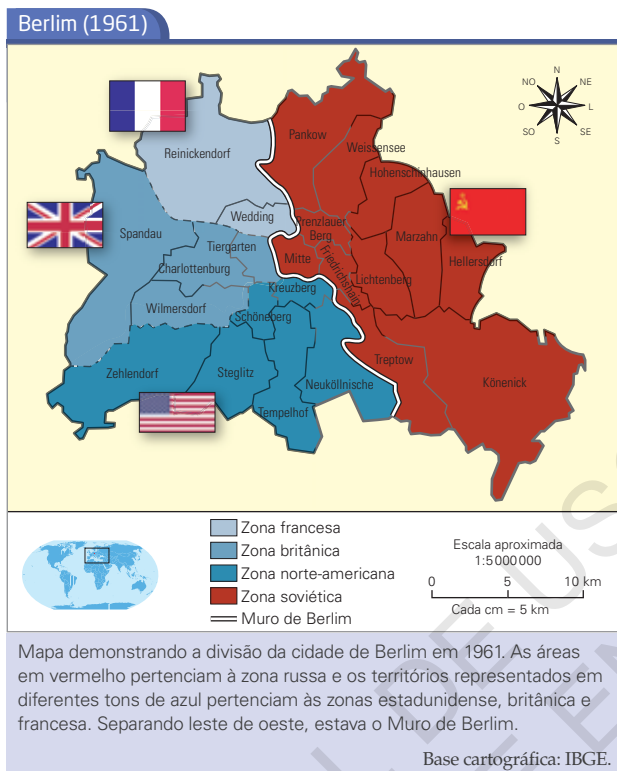 Berlim (1961)
N
NO
NE
O
L
SO
SE
S
Pankow
Weissensee
Reinickendorf
Hohenschinhausen
Wedding
Prenzlauer
Berg
Spandau
Tiergarten
Marzahn
Mitte
Charlottenburg
Friedrichshain
Hellersdorf
Lichtenberg
Kreuzberg
Wilmersdorf
Schöneberg
Treptow
Zehlendorf
Steglitz
Neuköllnische
Könenick
Tempelhof
Zona francesa
Zona britânica
Zona norte-americana
Zona soviética
Muro de Berlim
Escala aproximada
1:5 000 000
0 5 10 km
Cada cm = 5 km
Mapa demonstrando a divisão da cidade de Berlim em 1961. As áreas
em vermelho pertenciam à zona russa e os territórios representados em
diferentes tons de azul pertenciam às zonas estadunidense, britânica e
francesa. Separando leste de oeste, estava o Muro de Berlim.
Base cartográfica: IBGE.